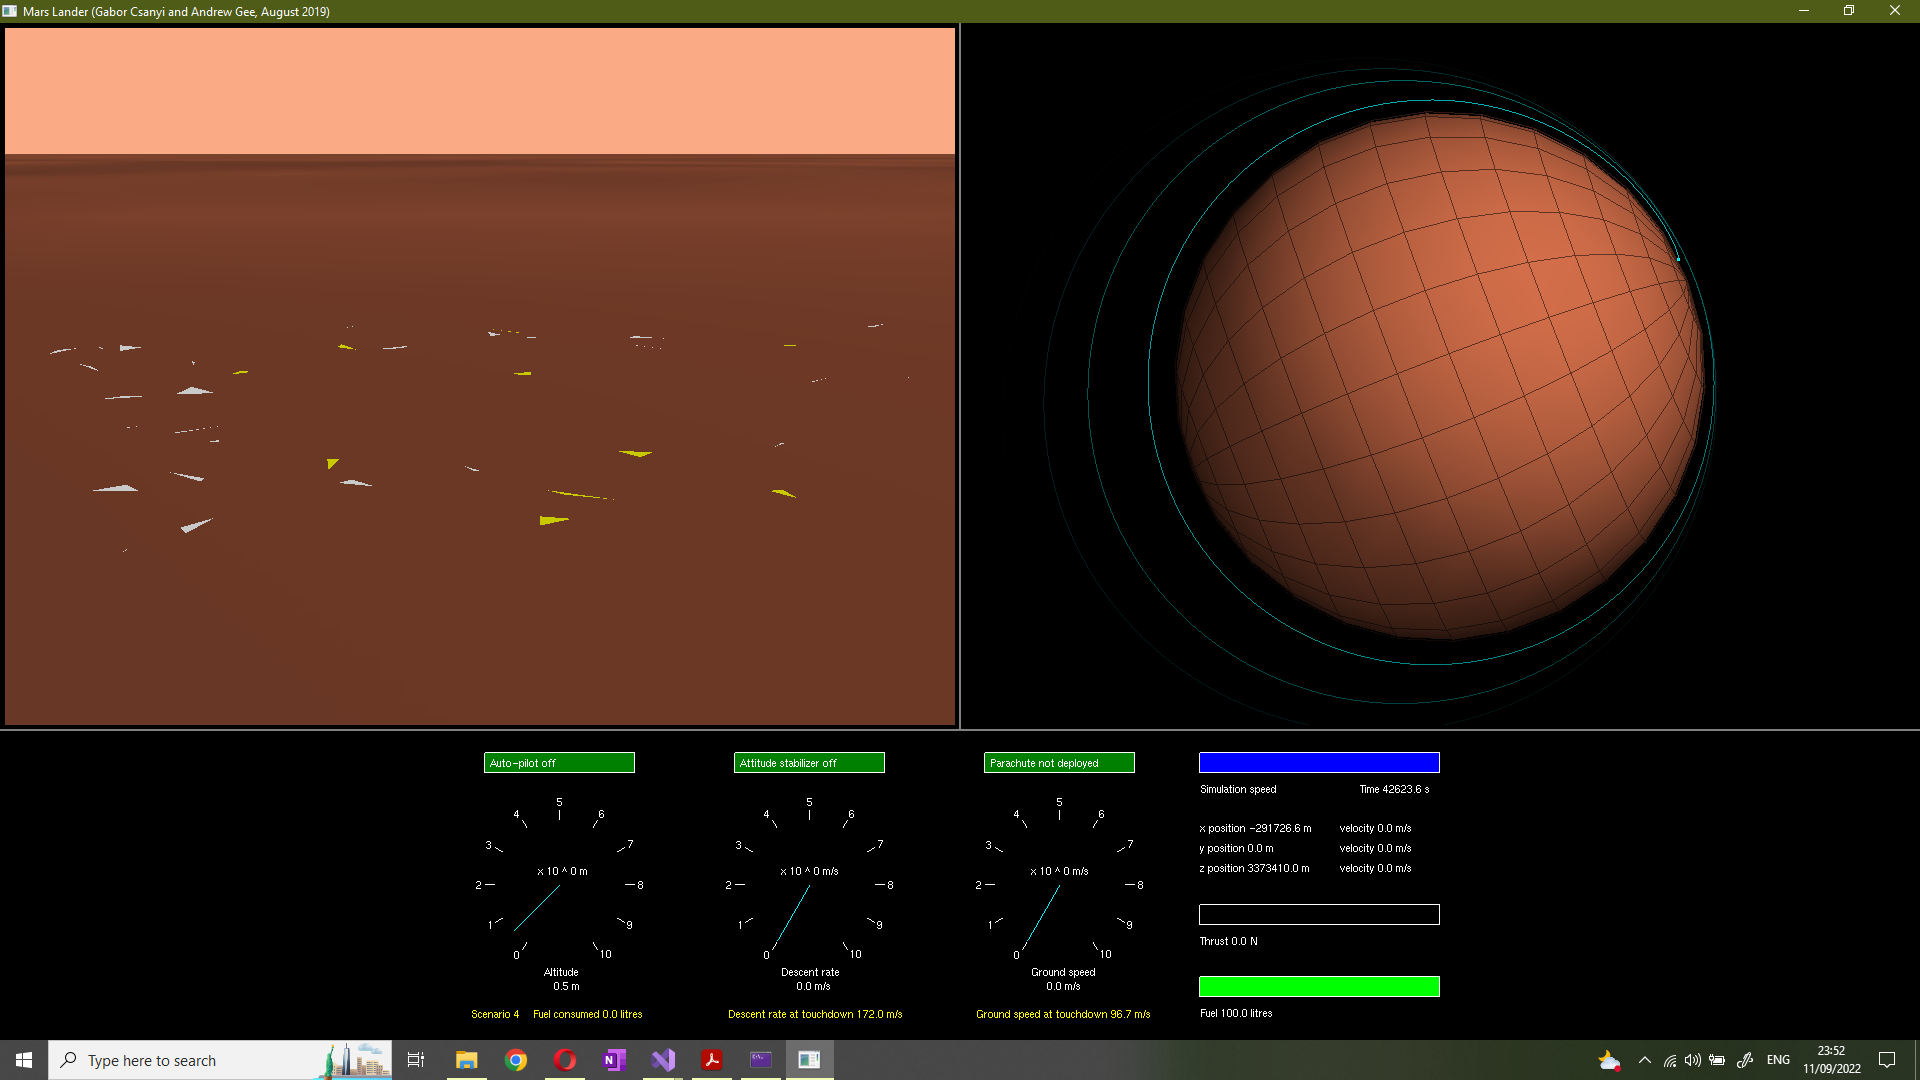 Mars Lander (Gabor Csanyi and Andrew Gee, August 2019)
Auto-pilot off
Attitude stabilizer off
Parachute not deployed
Simulation speed Time 42623.6 s
0 1 2 3 4 5 6 7 8 9 10
x 10 ^ 0 m
Altitude
0.5 m
0 1 2 3 4 5 6 7 8 9 10
x 10 ^ 0 m/s
Descent rate
0.0 m/s
0 1 2 3 4 5 6 7 8 9 10
x 10 ^ 0 m/s
Ground speed
0.0 m/s
x position -291726.6 m velocity 0.0 m/s
y position 0.0 m velocity 0.0 m/s
z position 3373410.0 m velocity 0.0 m/s
Thrust 0.0 N
Fuel 100.0 litres
Scenario 4 Fuel consumed 0.0 litres
Descent rate at touchdown 172.0 m/s
Ground speed at touchdown 96.7 m/s
Type here to search
ENG
23:52
11/09/2022